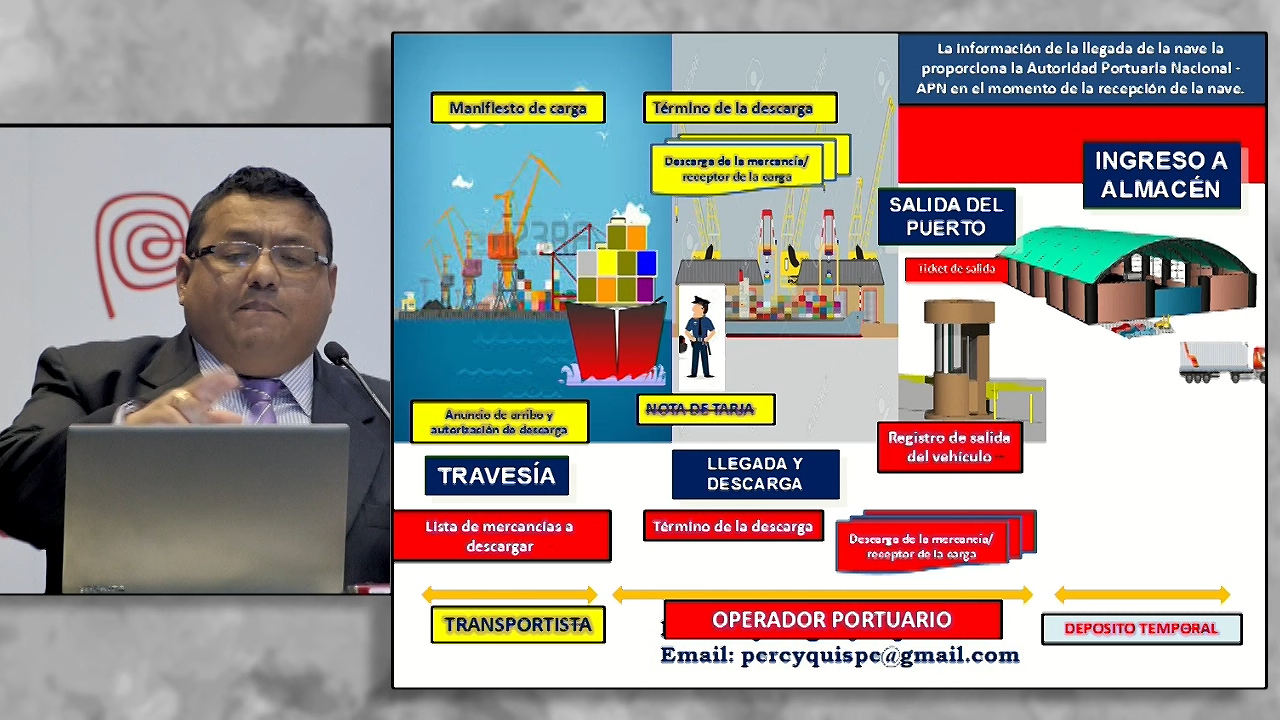 La información de la llegada de la nave la
proporciona la Autoridad Portuaria Nacional -
APN en el momento de la recepción de la nave.
Manifiesto de carga
Término de la descarga
Descarga de la mercancía/
receptor de la carga
INGRESO A
ALMACÉN
SALIDA DEL
PUERTO
Ticket de salida
NOTA DE TARJA
Anuncio de arribo y
autorización de descarga
Registro de salida
del vehículo
TRAVESÍA
LLEGADA Y
DESCARGA
Lista de mercancías a
descargar
Término de la descarga
Descarga de la mercancía/
receptor de la carga
TRANSPORTISTA
OPERADOR PORTUARIO
DEPOSITO TEMPORAL
Email: percyquispe@gmail.com